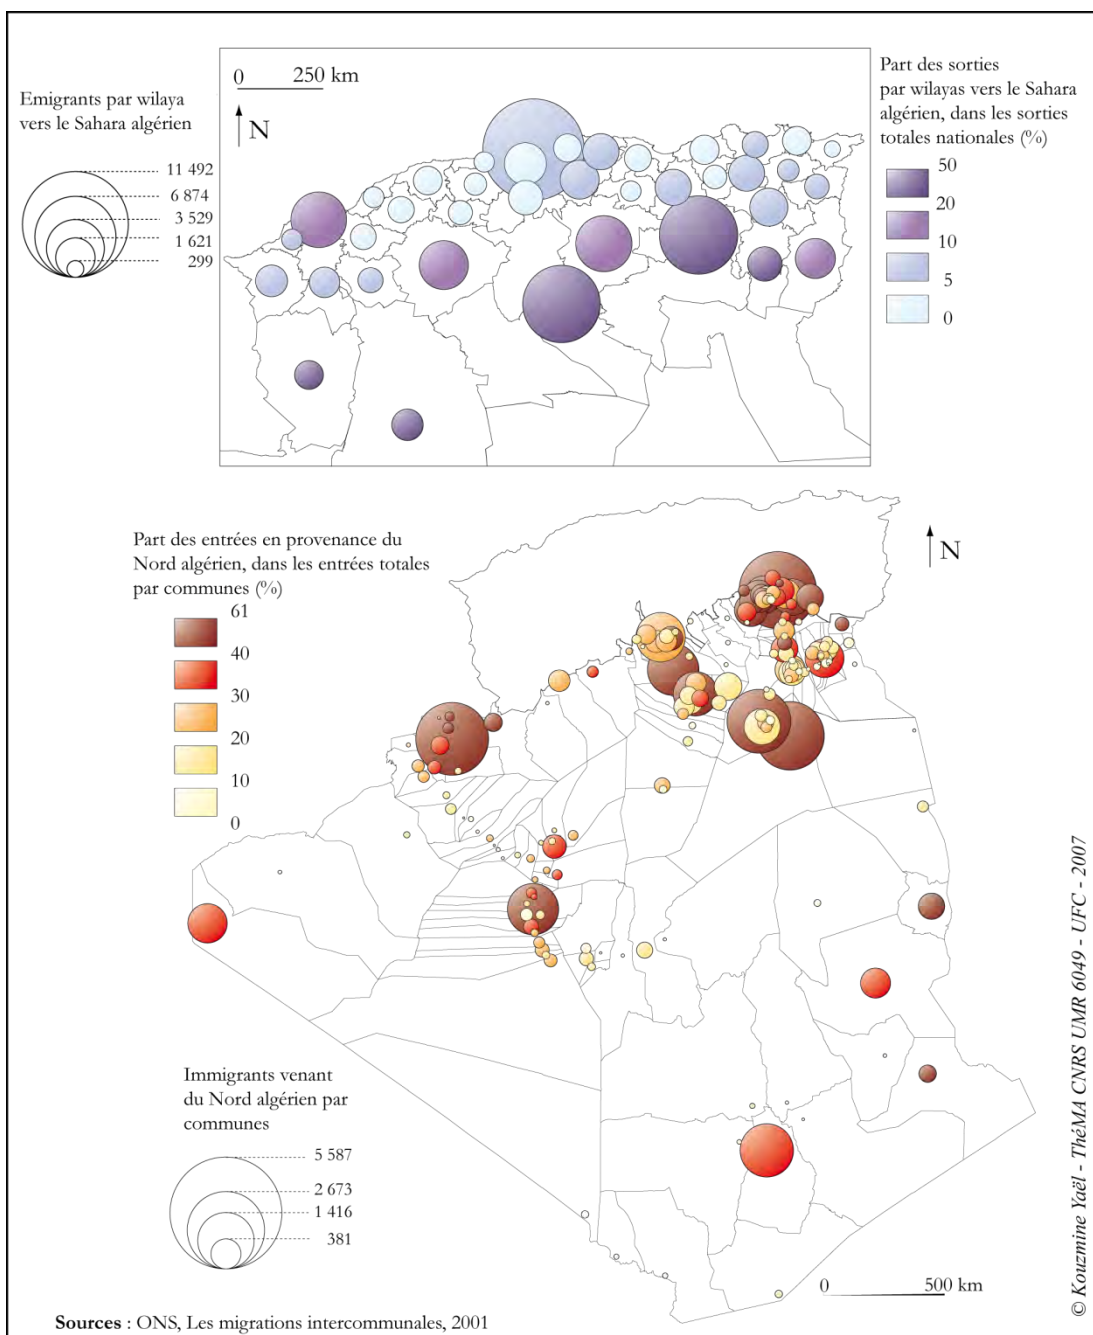 0 250 km
N
Emigrants par wilaya
vers le Sahara algérien
11 492
6 874
3 529
1 621
299
Part des sorties
par wilayas vers le Sahara
algérien, dans les sorties
totales nationales (%)
50
20
10
5
0
Part des entrées en provenance du
Nord algérien, dans les entrées totales
par communes (%)
61
40
30
20
10
0
N
Immigrants venant
du Nord algérien par
communes
5 587
2 673
1 416
381
0 500 km
Sources : ONS, Les migrations intercommunales, 2001
© Kouzmine Yaël - ThéMA CNRS UMR 6049 - UFC - 2007